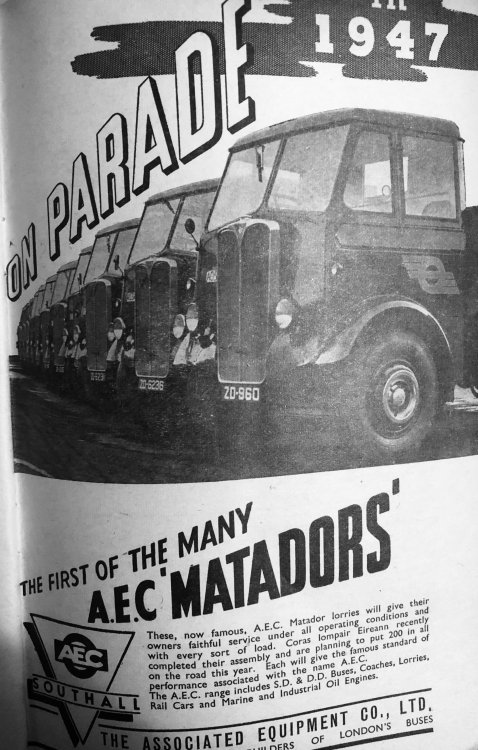 in
1947
ON PARADE
ZO-6236
ZO-960
THE FIRST OF THE MANY
A.E.C 'MATADORS'
These, now famous, A.E.C. Matador lorries will give their
owners faithful service under all operating conditions and
with every sort of load. Coras Iompair Eireann recently
completed their assembly and are planning to put 200 in all
on the road this year. Each will give the famous standard of
performance associated with the name A.E.C.
The A.E.C. range includes S.D. & D.D. Buses, Coaches, Lorries,
Rail Cars and Marine and Industrial Oil Engines.
AEC
SOUTHALL
THE ASSOCIATED EQUIPMENT CO., LTD.
BUILDERS OF LONDON'S BUSES